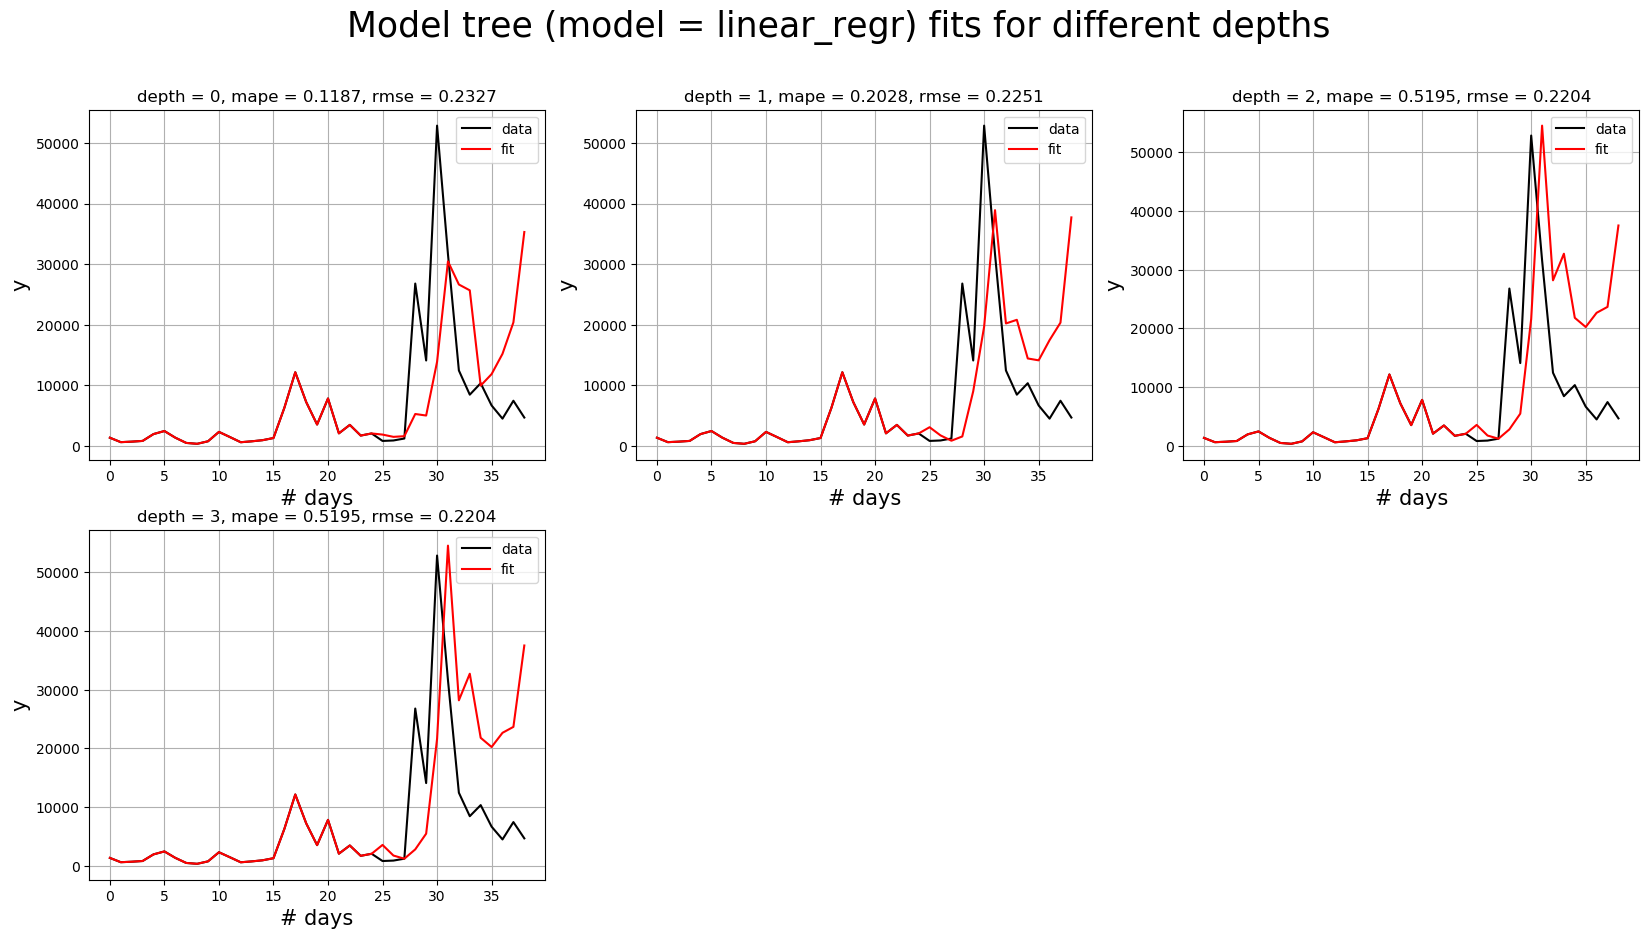 Model tree (model = linear_regr) fits for different depths
depth = 0, mape = 0.1187, rmse = 0.2327
data
fit
50000
40000
30000
20000
10000
0
y
0 5 10 15 20 25 30 35
# days
depth = 1, mape = 0.2028, rmse = 0.2251
data
fit
50000
40000
30000
20000
10000
0
y
0 5 10 15 20 25 30 35
# days
depth = 2, mape = 0.5195, rmse = 0.2204
data
fit
50000
40000
30000
20000
10000
0
y
0 5 10 15 20 25 30 35
# days
depth = 3, mape = 0.5195, rmse = 0.2204
data
fit
50000
40000
30000
20000
10000
0
y
0 5 10 15 20 25 30 35
# days